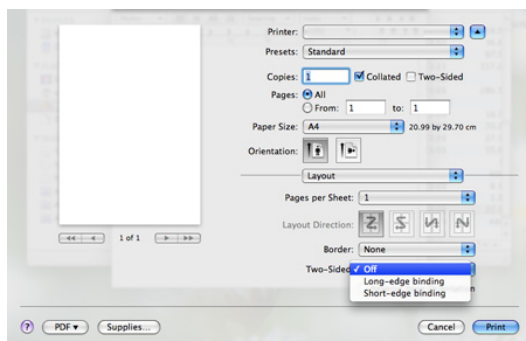 Printer:
Presets: Standard
Copies: 1 Collated Two-Sided
Pages: All
From: 1 to: 1
Paper Size: A4 20.99 by 29.70 cm
Orientation:
Layout
Pages per Sheet: 1
Layout Direction:
1 of 1
Border: None
Two-Sided ✓ Off
Long-edge binding
Short-edge binding
? PDF ▾ Supplies... Cancel Print